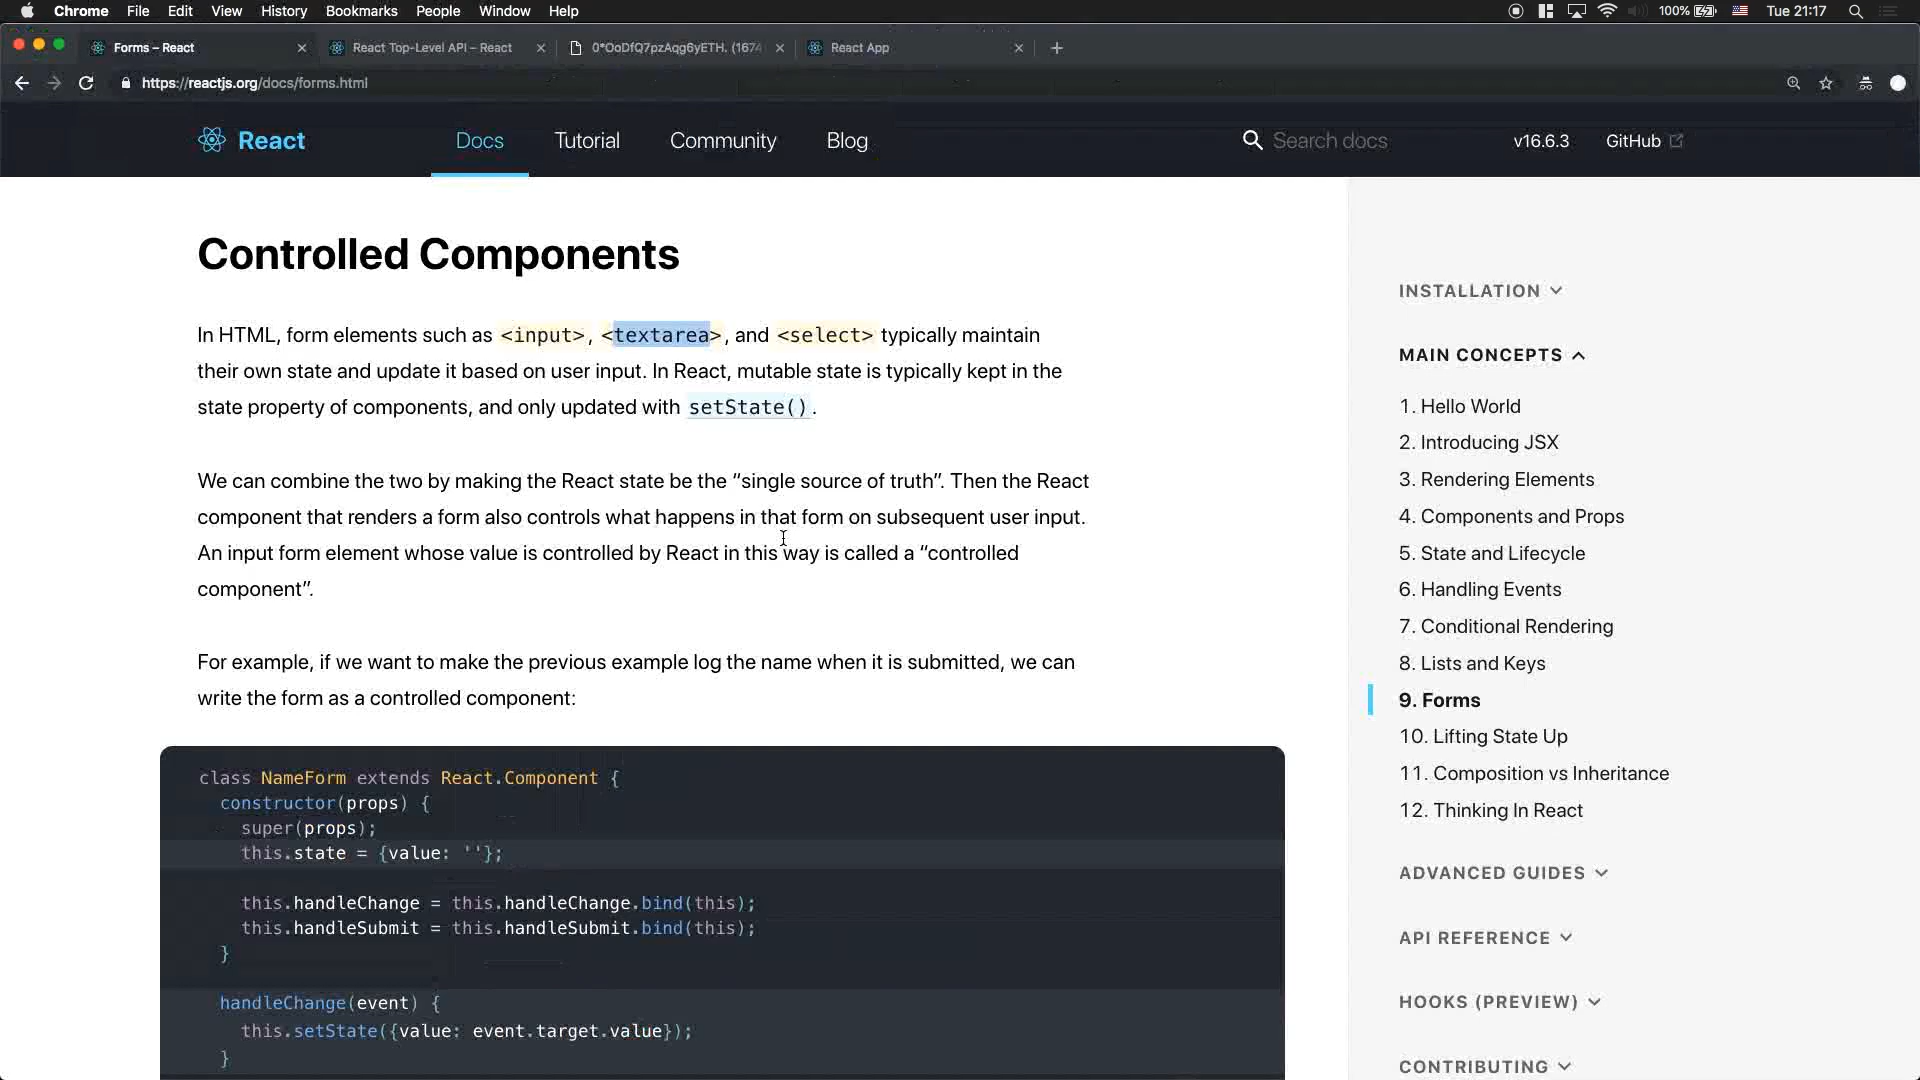 Chrome File Edit View History Bookmarks People Window Help
100% Tue 21:17
Forms – React
React Top-Level API – React
0*OoDfQ7pzAqg6yETH. (1674
React App
https://reactjs.org/docs/forms.html
React
Docs
Tutorial
Community
Blog
Search docs
v16.6.3
GitHub
Controlled Components
In HTML, form elements such as <input>, <textarea>, and <select> typically maintain
their own state and update it based on user input. In React, mutable state is typically kept in the
state property of components, and only updated with setState().
We can combine the two by making the React state be the “single source of truth”. Then the React
component that renders a form also controls what happens in that form on subsequent user input.
An input form element whose value is controlled by React in this way is called a “controlled
component”.
For example, if we want to make the previous example log the name when it is submitted, we can
write the form as a controlled component:
class NameForm extends React.Component {
constructor(props) {
super(props);
this.state = {value: ''};
this.handleChange = this.handleChange.bind(this);
this.handleSubmit = this.handleSubmit.bind(this);
}
handleChange(event) {
this.setState({value: event.target.value});
}
INSTALLATION
MAIN CONCEPTS
1. Hello World
2. Introducing JSX
3. Rendering Elements
4. Components and Props
5. State and Lifecycle
6. Handling Events
7. Conditional Rendering
8. Lists and Keys
9. Forms
10. Lifting State Up
11. Composition vs Inheritance
12. Thinking In React
ADVANCED GUIDES
API REFERENCE
HOOKS (PREVIEW)
CONTRIBUTING